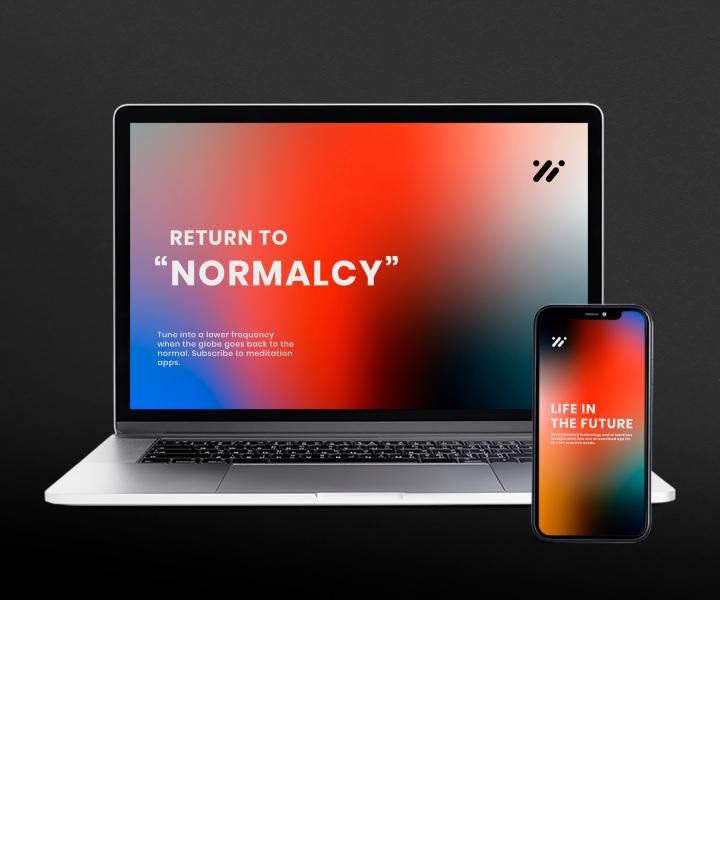 RETURN TO
“NORMALCY”
Tune into a lower frequency
when the globe goes back to the
normal. Subscribe to meditation
apps.
LIFE IN
THE FUTURE